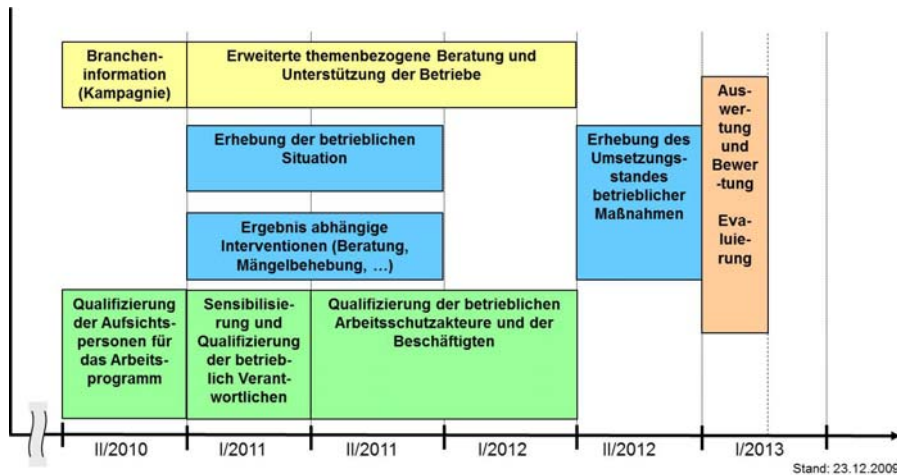 Branchen-
information
(Kampagnie)
Erweiterte themenbezogene Beratung und
Unterstützung der Betriebe
Aus-
wer-
tung
und
Bewer
-tung
Eva-
luie-
rung
Erhebung der betrieblichen
Situation
Erhebung des
Umsetzungs-
standes
betrieblicher
Maßnahmen
Ergebnis abhängige
Interventionen (Beratung,
Mängelbehebung, …)
Qualifizierung
der Aufsichts-
personen für
das Arbeits-
programm
Sensibilisie-
rung und
Qualifizierung
der betrieb-
lich Verant-
wortlichen
Qualifizierung der betrieblichen
Arbeitsschutzakteure und der
Beschäftigten
II/2010 I/2011 II/2011 I/2012 II/2012 I/2013
Stand: 23.12.2009